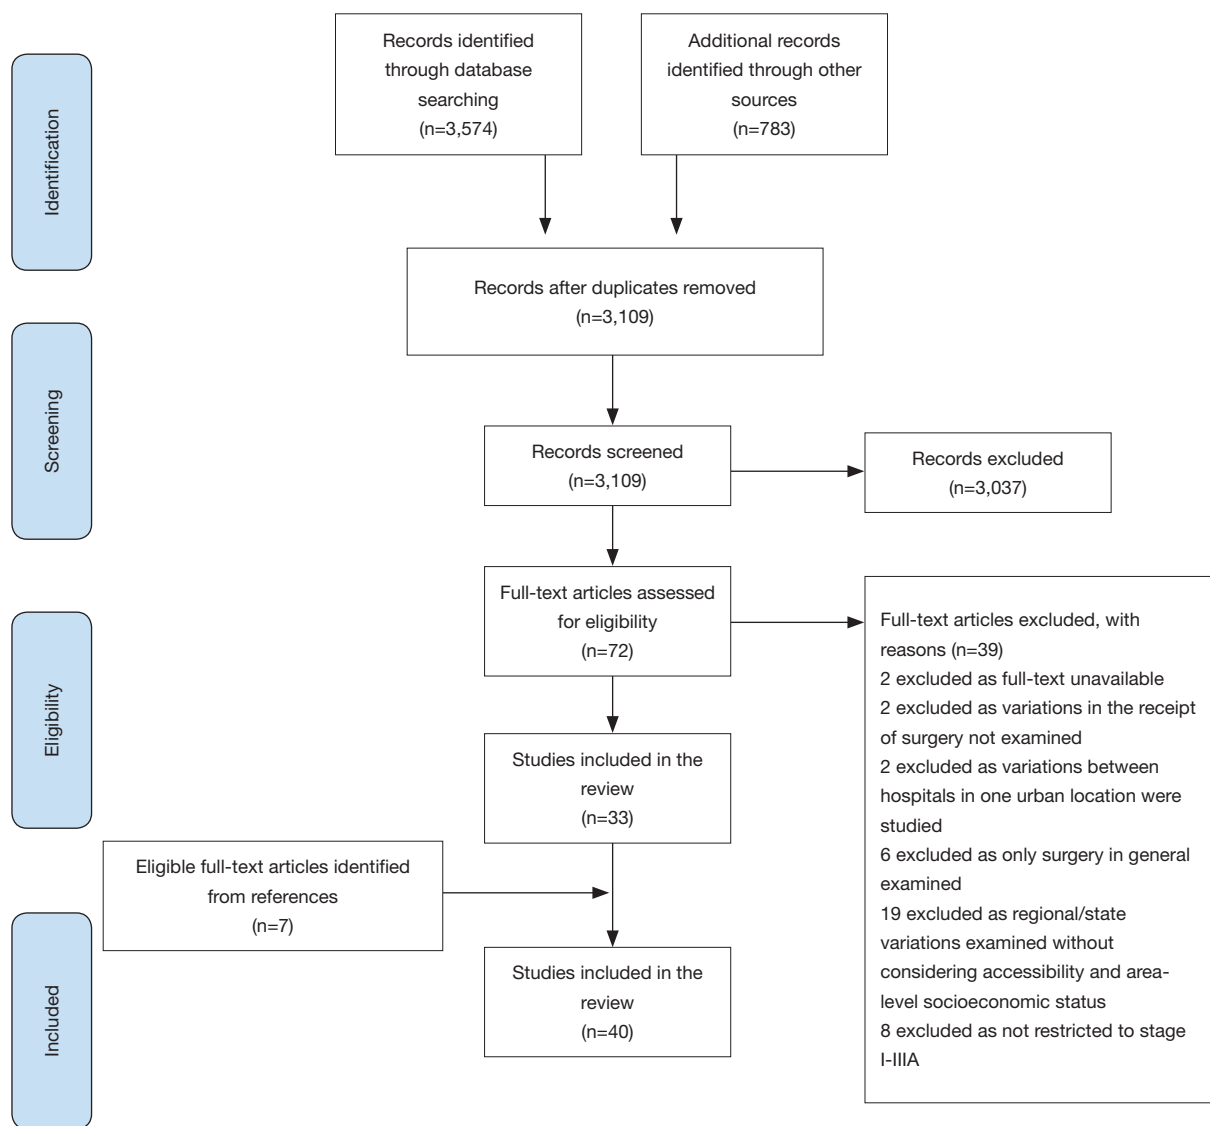 Identification
Records identified
through database
searching
(n=3,574)
Additional records
identified through other
sources
(n=783)
Records after duplicates removed
(n=3,109)
Screening
Records screened
(n=3,109)
Records excluded
(n=3,037)
Eligibility
Full-text articles assessed
for eligibility
(n=72)
Full-text articles excluded, with
reasons (n=39)
2 excluded as full-text unavailable
2 excluded as variations in the receipt
of surgery not examined
2 excluded as variations between
hospitals in one urban location were
studied
6 excluded as only surgery in general
examined
19 excluded as regional/state
variations examined without
considering accessibility and area-
level socioeconomic status
8 excluded as not restricted to stage
I-IIIA
Studies included in the
review
(n=33)
Eligible full-text articles identified
from references
(n=7)
Included
Studies included in the
review
(n=40)